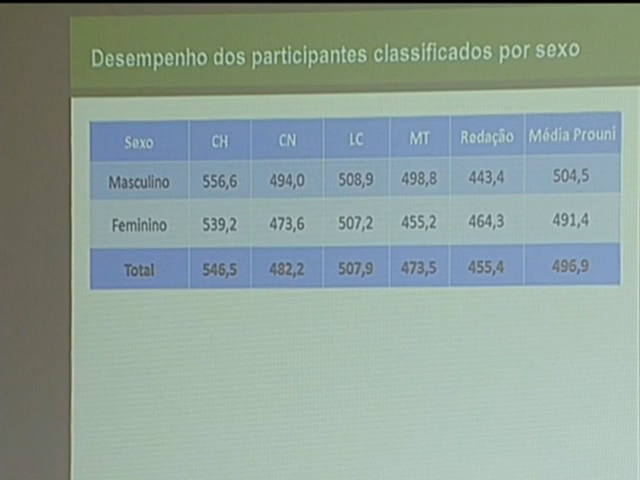 Desempenho dos participantes classificados por sexo
Sexo CH CN LC MT Redação Média Prouni
Masculino 556,6 494,0 508,9 498,8 443,4 504,5
Feminino 539,2 473,6 507,2 455,2 464,3 491,4
Total 546,5 482,2 507,9 473,5 455,4 496,9